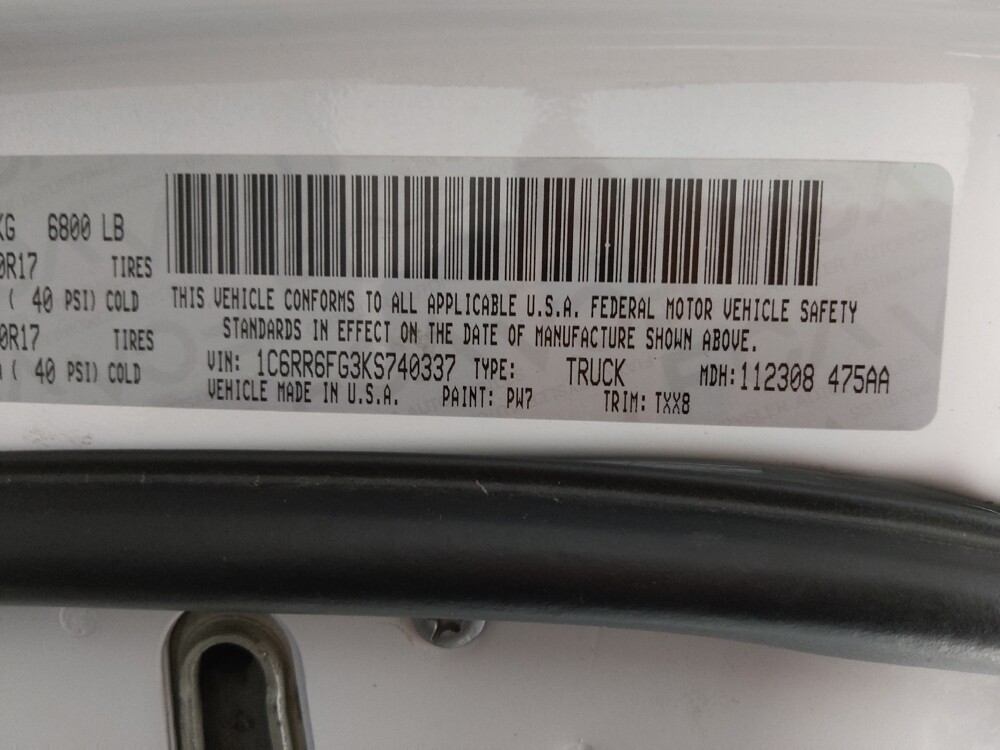 KG 6800 LB
0R17 TIRES
( 40 PSI) COLD
0R17 TIRES
( 40 PSI) COLD
THIS VEHICLE CONFORMS TO ALL APPLICABLE U.S.A. FEDERAL MOTOR VEHICLE SAFETY
STANDARDS IN EFFECT ON THE DATE OF MANUFACTURE SHOWN ABOVE.
VIN: 1C6RR6FG3KS740337 TYPE: TRUCK MDH:112308 475AA
VEHICLE MADE IN U.S.A. PAINT: PW7 TRIM: TXX8